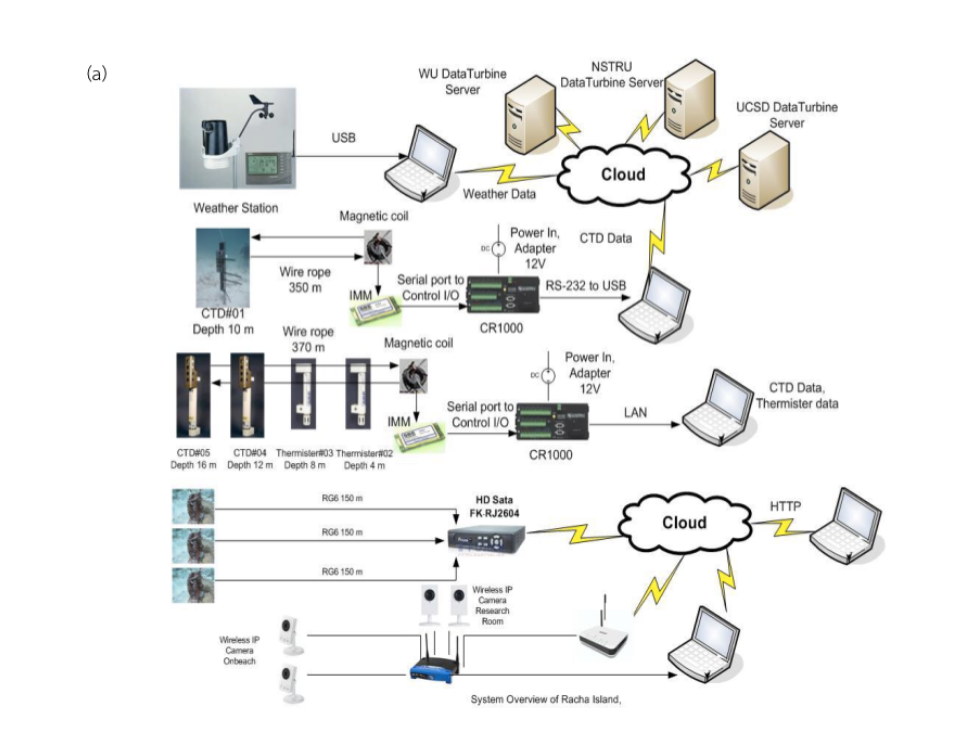 (a)
WU DataTurbine
Server
NSTRU
DataTurbine Server
UCSD DataTurbine
Server
USB
Cloud
Weather Data
Weather Station
Magnetic coil
Wire rope
350 m
CTD#01
Depth 10 m
IMM
Serial port to
Control I/O
DC
Power In,
Adapter
12V
CR1000
RS-232 to USB
CTD Data
Wire rope
370 m
Magnetic coil
IMM
Serial port to
Control I/O
DC
Power In,
Adapter
12V
CR1000
LAN
CTD Data,
Thermister data
CTD#05
Depth 16 m
CTD#04
Depth 12 m
Thermister#03
Depth 8 m
Thermister#02
Depth 4 m
RG6 150 m
RG6 150 m
RG6 150 m
HD Sata
FK-RJ2604
Cloud
HTTP
Wireless IP
Camera
Research
Room
Wireless IP
Camera
Onbeach
System Overview of Racha Island,